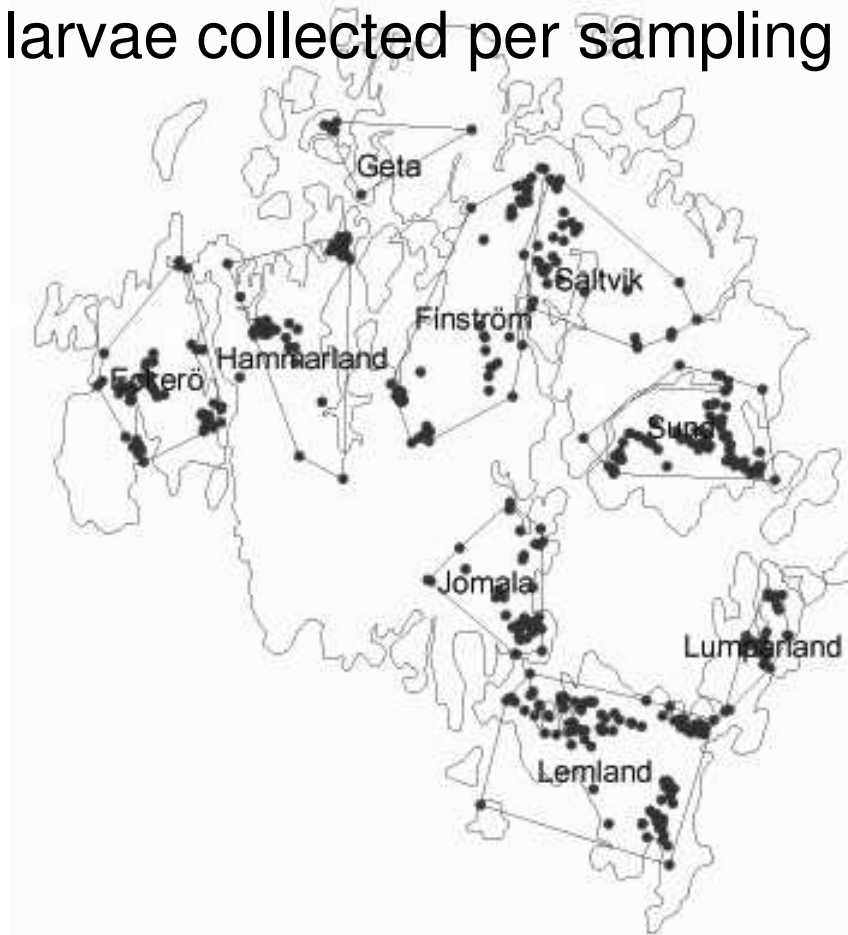 larvae collected per sampling
Geta
Saltvik
Finström
Hammarland
Eckerö
Sund
Jomala
Lumparland
Lemland